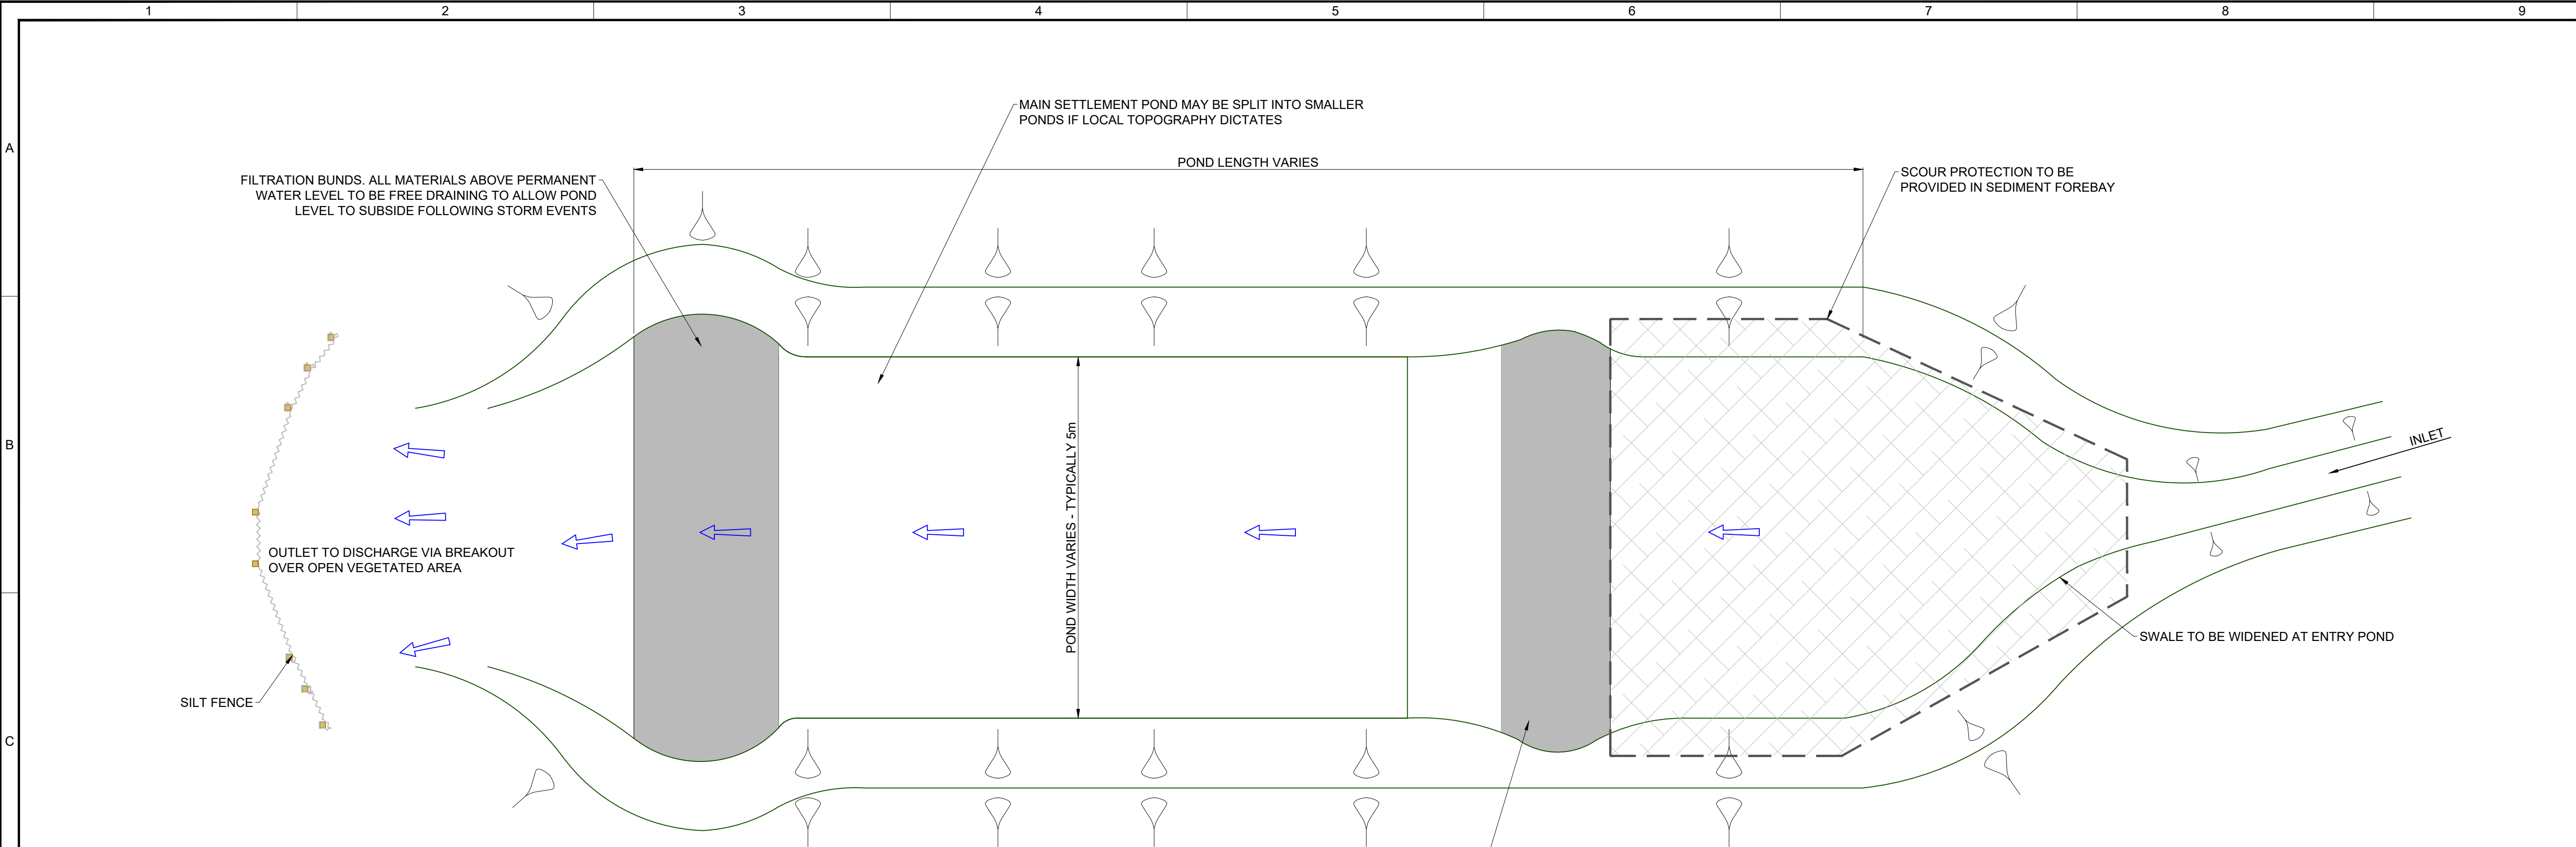 1 2 3 4 5 6 7 8 9
A
B
C
MAIN SETTLEMENT POND MAY BE SPLIT INTO SMALLER
PONDS IF LOCAL TOPOGRAPHY DICTATES
POND LENGTH VARIES
FILTRATION BUNDS. ALL MATERIALS ABOVE PERMANENT
WATER LEVEL TO BE FREE DRAINING TO ALLOW POND
LEVEL TO SUBSIDE FOLLOWING STORM EVENTS
SCOUR PROTECTION TO BE
PROVIDED IN SEDIMENT FOREBAY
INLET
POND WIDTH VARIES - TYPICALLY 5m
OUTLET TO DISCHARGE VIA BREAKOUT
OVER OPEN VEGETATED AREA
SWALE TO BE WIDENED AT ENTRY POND
SILT FENCE